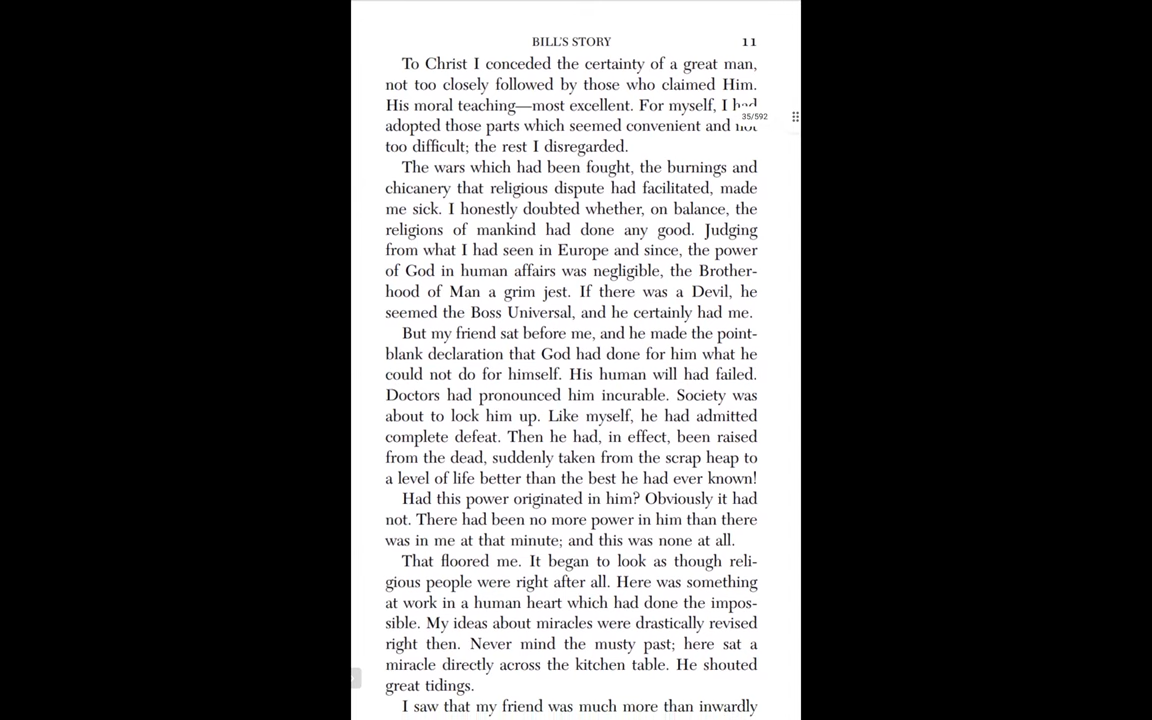 BILL'S STORY 11
To Christ I conceded the certainty of a great man,
not too closely followed by those who claimed Him.
His moral teaching—most excellent. For myself, I had
35/592
adopted those parts which seemed convenient and not
too difficult; the rest I disregarded.
The wars which had been fought, the burnings and
chicanery that religious dispute had facilitated, made
me sick. I honestly doubted whether, on balance, the
religions of mankind had done any good. Judging
from what I had seen in Europe and since, the power
of God in human affairs was negligible, the Brother-
hood of Man a grim jest. If there was a Devil, he
seemed the Boss Universal, and he certainly had me.
But my friend sat before me, and he made the point-
blank declaration that God had done for him what he
could not do for himself. His human will had failed.
Doctors had pronounced him incurable. Society was
about to lock him up. Like myself, he had admitted
complete defeat. Then he had, in effect, been raised
from the dead, suddenly taken from the scrap heap to
a level of life better than the best he had ever known!
Had this power originated in him? Obviously it had
not. There had been no more power in him than there
was in me at that minute; and this was none at all.
That floored me. It began to look as though reli-
gious people were right after all. Here was something
at work in a human heart which had done the impos-
sible. My ideas about miracles were drastically revised
right then. Never mind the musty past; here sat a
miracle directly across the kitchen table. He shouted
great tidings.
I saw that my friend was much more than inwardly